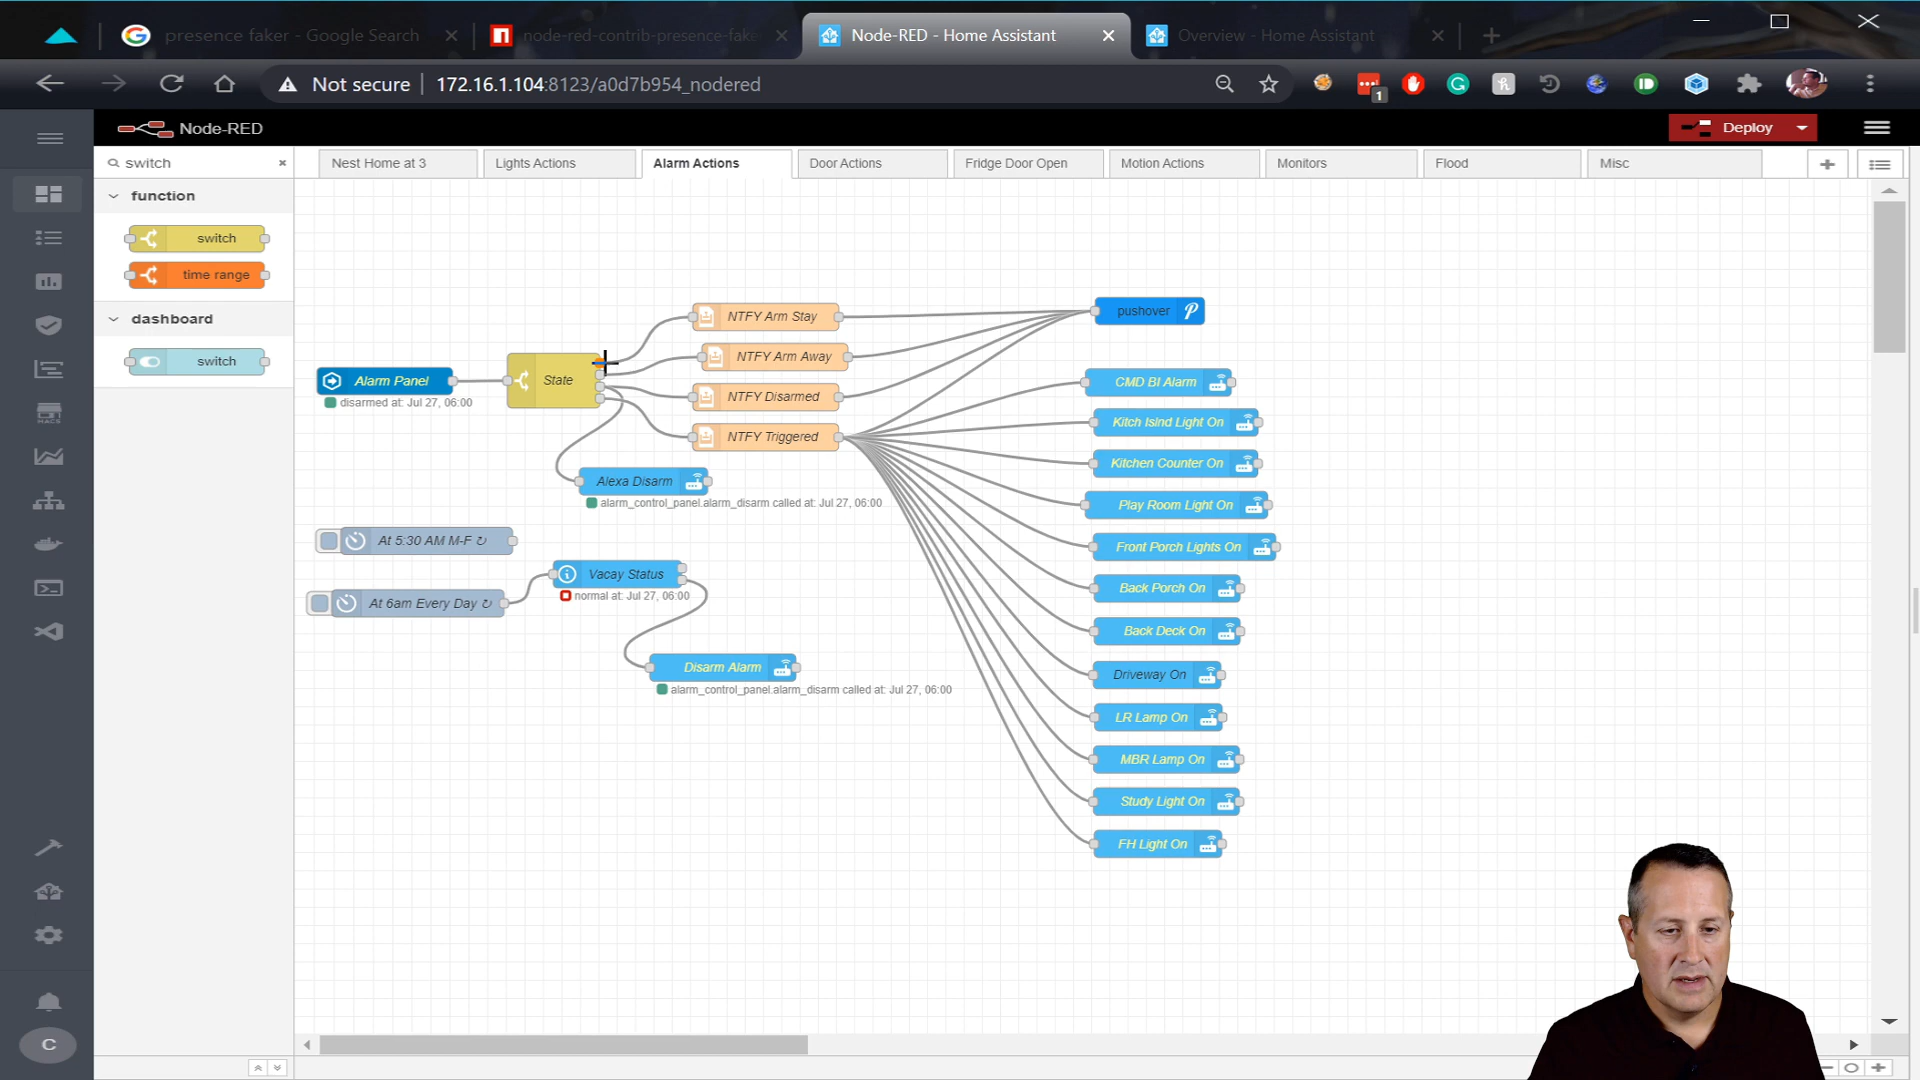 presence faker - Google Search
node-red-contrib-presence-fake
Node-RED - Home Assistant
Overview - Home Assistant
Not secure
172.16.1.104:8123/a0d7b954_nodered
1
Node-RED
Deploy
switch
Nest Home at 3
Lights Actions
Alarm Actions
Door Actions
Fridge Door Open
Motion Actions
Monitors
Flood
Misc
function
switch
time range
dashboard
switch
NTFY Arm Stay
pushover
NTFY Arm Away
Alarm Panel
State
CMD BI Alarm
disarmed at: Jul 27, 06:00
NTFY Disarmed
Kitch Islnd Light On
NTFY Triggered
Kitchen Counter On
Alexa Disarm
alarm_control_panel.alarm_disarm called at: Jul 27, 06:00
Play Room Light On
At 5:30 AM M-F ↻
Front Porch Lights On
Vacay Status
normal at: Jul 27, 06:00
Back Porch On
At 6am Every Day ↻
Back Deck On
Disarm Alarm
alarm_control_panel.alarm_disarm called at: Jul 27, 06:00
Driveway On
LR Lamp On
MBR Lamp On
Study Light On
FH Light On
HACS
C